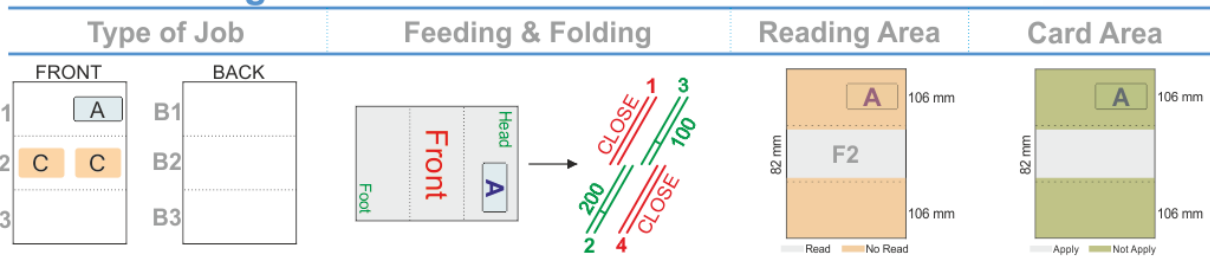 Type of Job
Feeding & Folding
Reading Area
Card Area
FRONT
BACK
1
A
2
C
C
3
B1
B2
B3
Head
Front
Foot
A
CLOSE
1
3
100
200
2
4
CLOSE
A
106 mm
82 mm
F2
106 mm
Read
No Read
A
106 mm
82 mm
106 mm
Apply
Not Apply